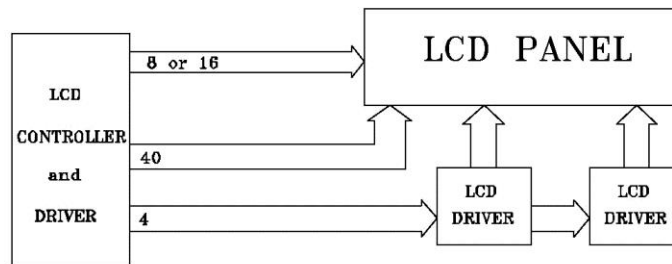 LCD
CONTROLLER
and
DRIVER
8 or 16
40
4
LCD PANEL
LCD
DRIVER
LCD
DRIVER